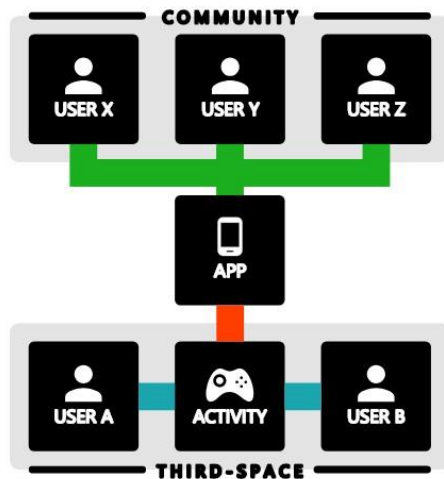 COMMUNITY
USER X
USER Y
USER Z
APP
USER A
ACTIVITY
USER B
THIRD-SPACE